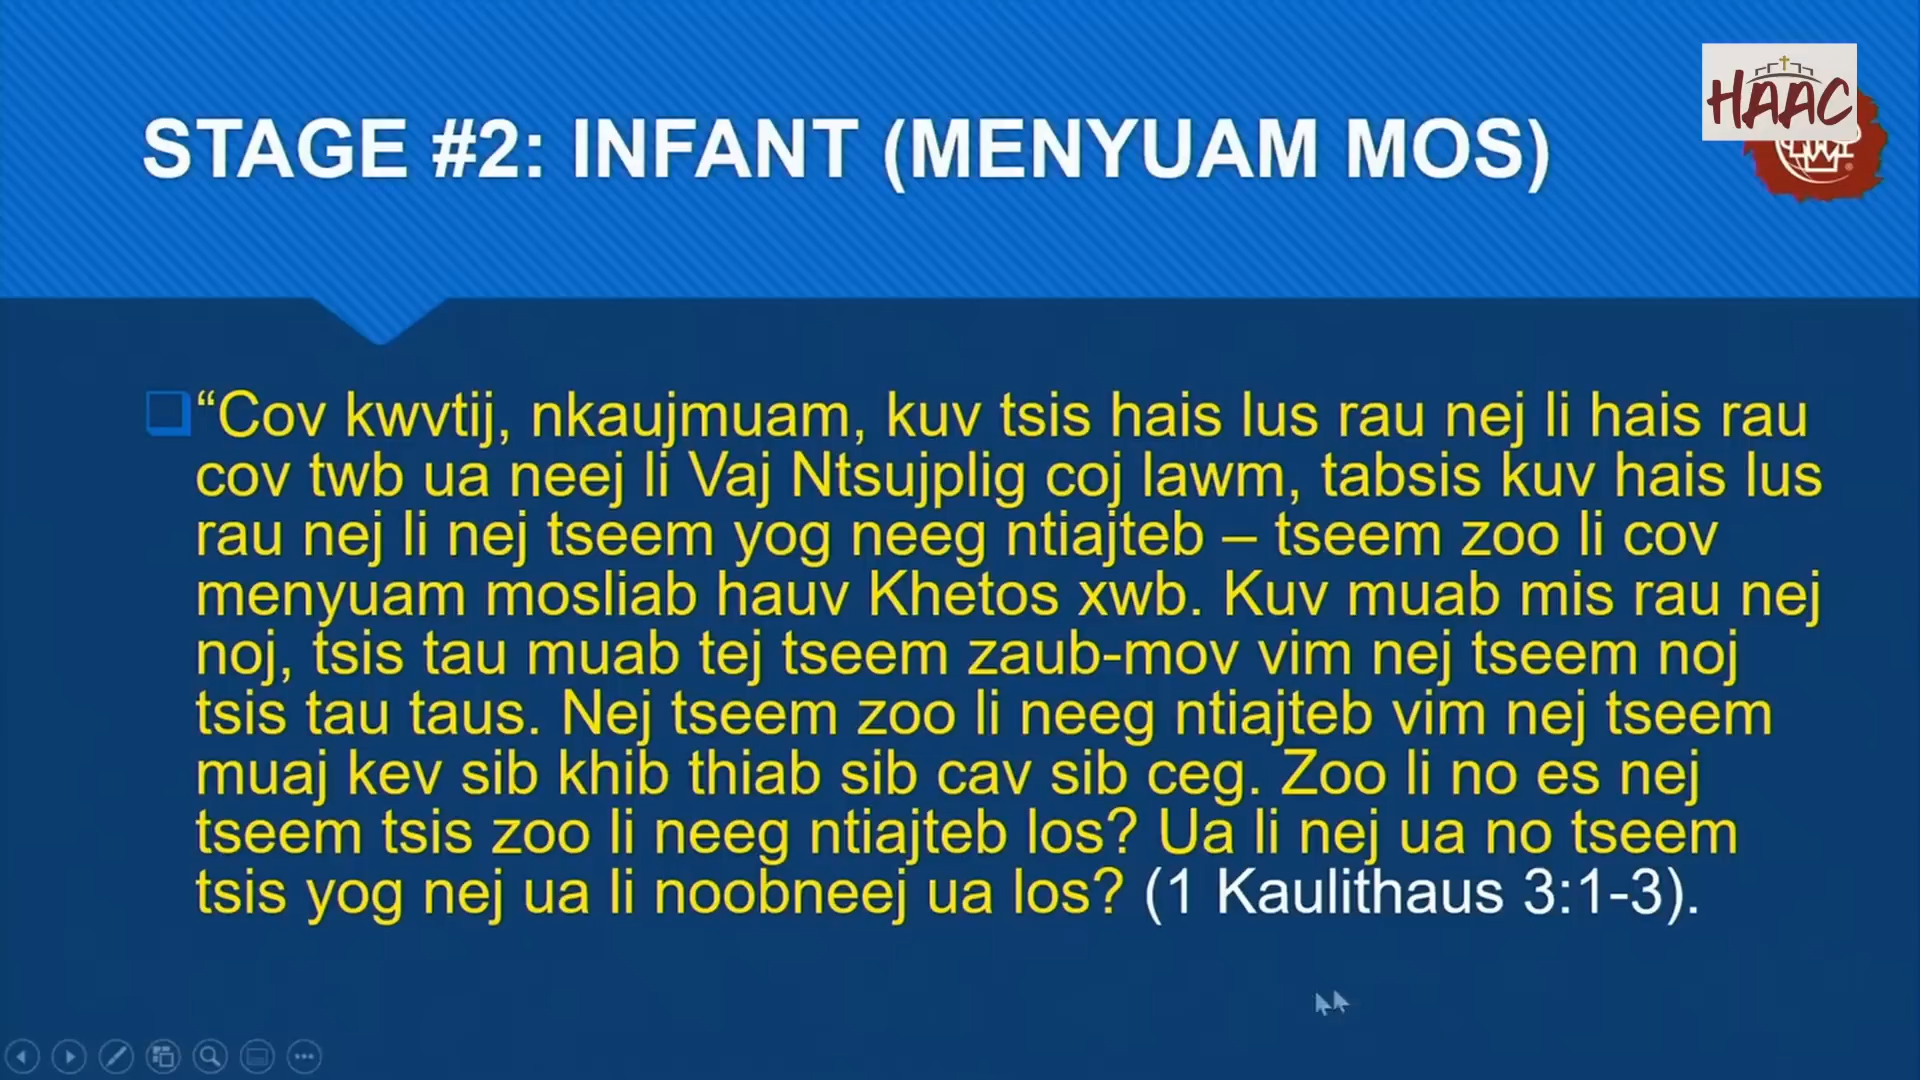 HAAC
STAGE #2: INFANT (MENYUAM MOS)
“Cov kwvtij, nkaujmuam, kuv tsis hais lus rau nej li hais rau
cov twb ua neej li Vaj Ntsujplig coj lawm, tabsis kuv hais lus
rau nej li nej tseem yog neeg ntiajteb – tseem zoo li cov
menyuam mosliab hauv Khetos xwb. Kuv muab mis rau nej
noj, tsis tau muab tej tseem zaub-mov vim nej tseem noj
tsis tau taus. Nej tseem zoo li neeg ntiajteb vim nej tseem
muaj kev sib khib thiab sib cav sib ceg. Zoo li no es nej
tseem tsis zoo li neeg ntiajteb los? Ua li nej ua no tseem
tsis yog nej ua li noobneej ua los? (1 Kaulithaus 3:1-3).